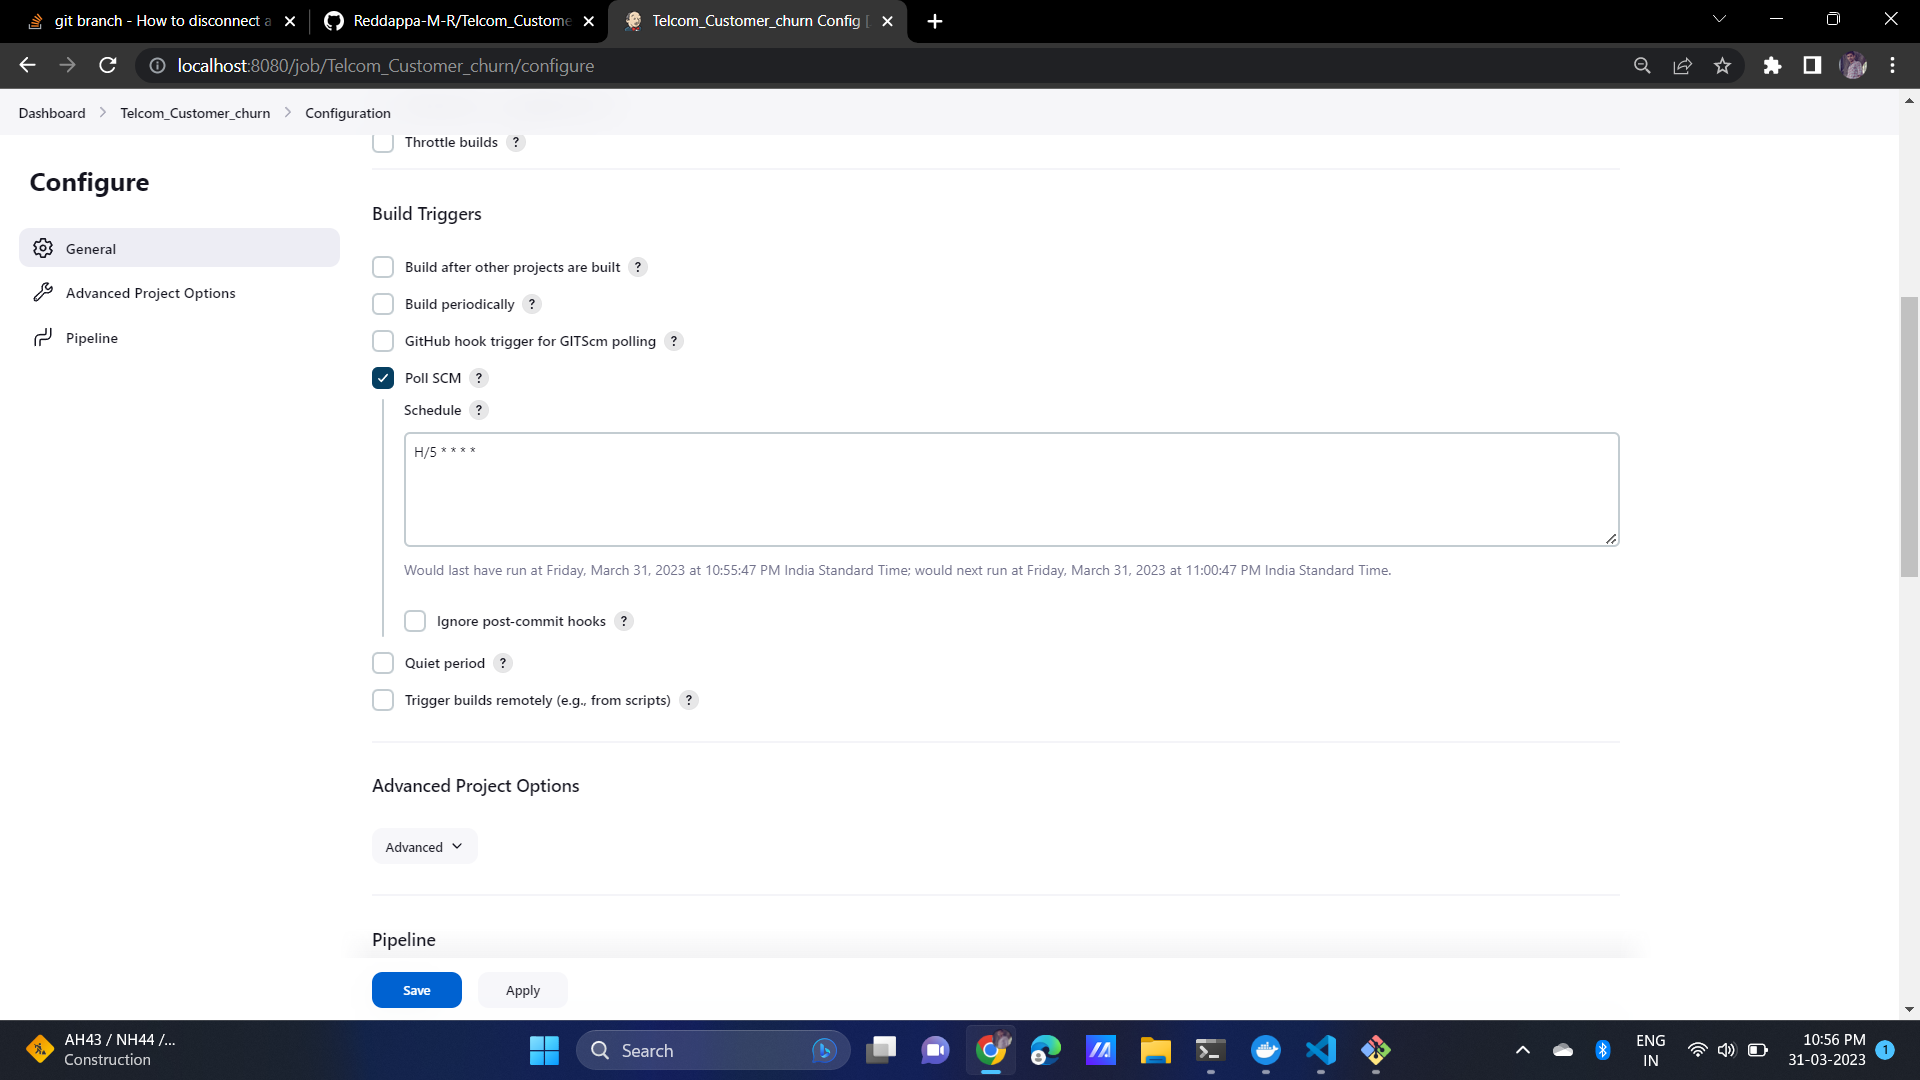 git branch - How to disconnect a
Reddappa-M-R/Telcom_Custome
Telcom_Customer_churn Config [
localhost:8080/job/Telcom_Customer_churn/configure
Dashboard
Telcom_Customer_churn
Configuration
Configure
General
Advanced Project Options
Pipeline
Throttle builds ?
Build Triggers
Build after other projects are built ?
Build periodically ?
GitHub hook trigger for GITScm polling ?
Poll SCM ?
Schedule ?
H/5 * * * *
Would last have run at Friday, March 31, 2023 at 10:55:47 PM India Standard Time; would next run at Friday, March 31, 2023 at 11:00:47 PM India Standard Time.
Ignore post-commit hooks ?
Quiet period ?
Trigger builds remotely (e.g., from scripts) ?
Advanced Project Options
Advanced
Pipeline
Save
Apply
AH43 / NH44 /...
Construction
Search
ENG
IN
10:56 PM
31-03-2023
1